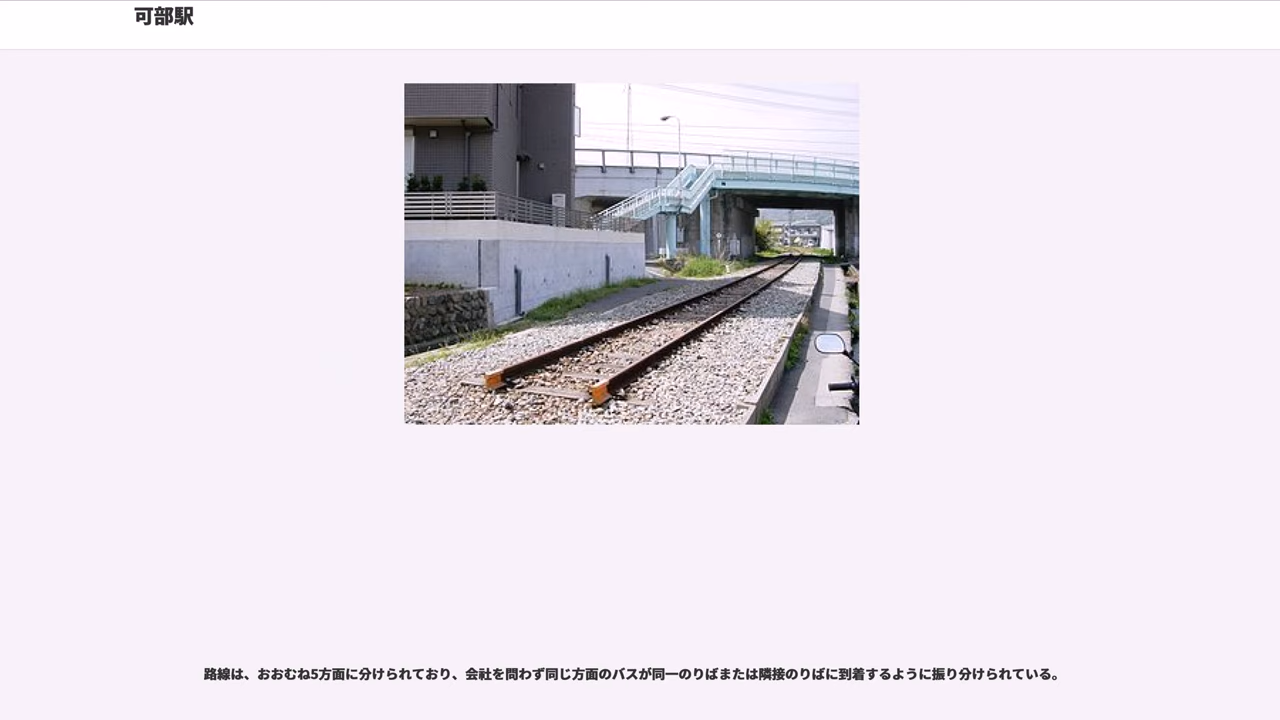 可部駅
路線は、おおむね5方面に分けられており、会社を問わず同じ方面のバスが同一のりばまたは隣接のりばに到着するように振り分けられている。